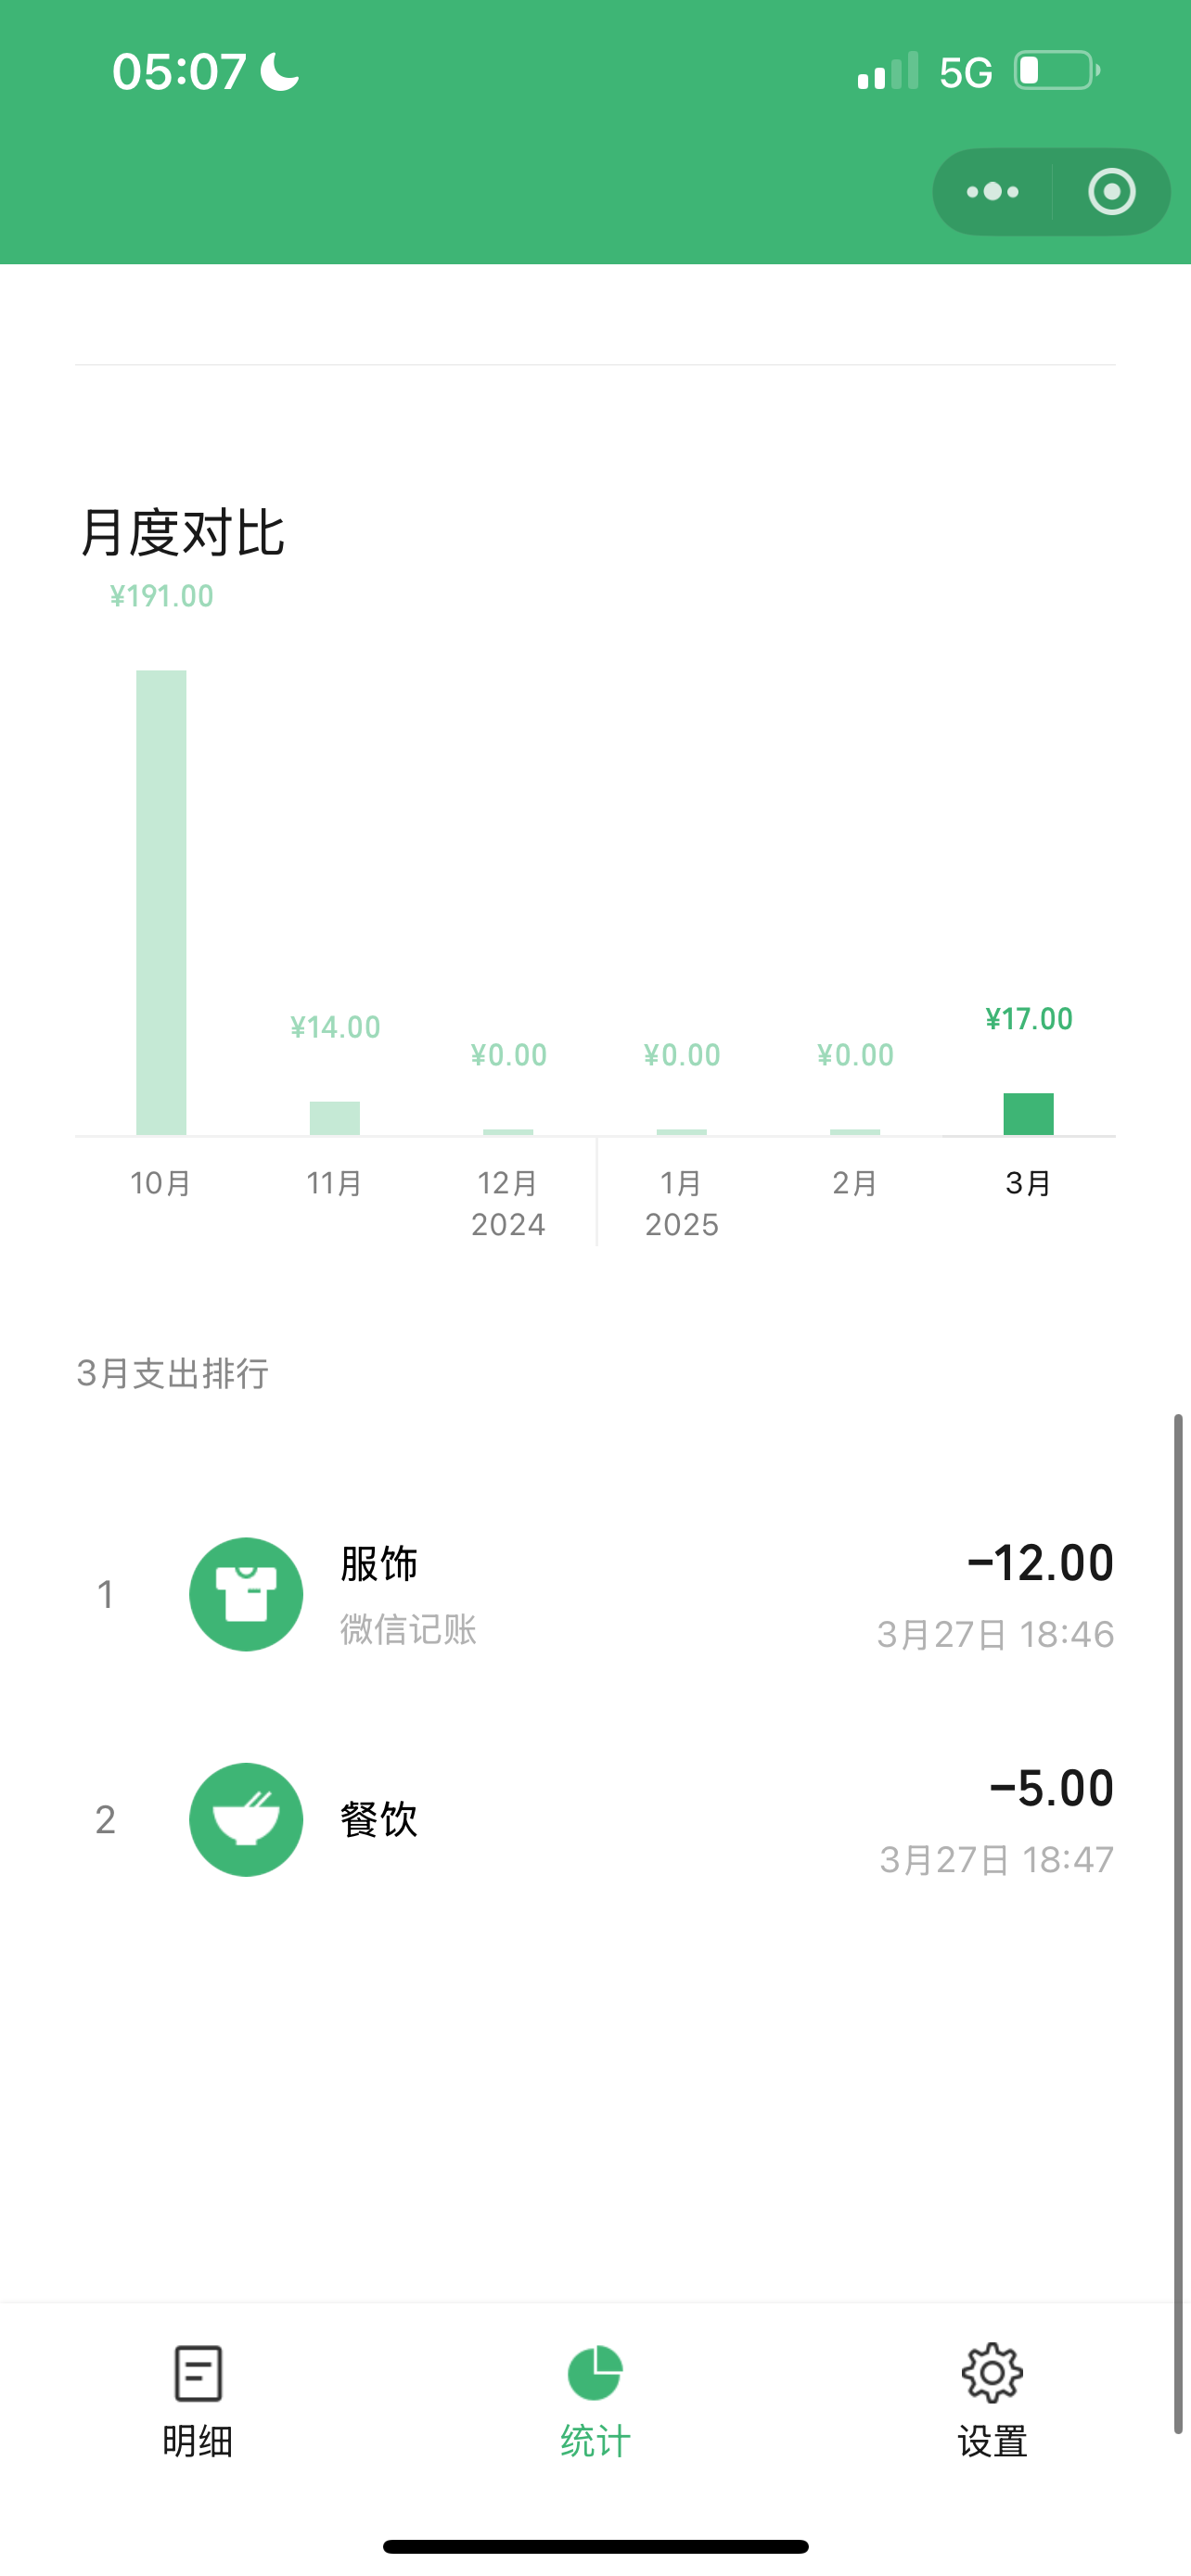 05:07
5G
月度对比
¥191.00
¥14.00
¥0.00
¥0.00
¥0.00
¥17.00
10月
11月
12月
1月
2月
3月
2024
2025
3月支出排行
1
服饰
-12.00
微信记账
3月27日 18:46
2
餐饮
-5.00
3月27日 18:47
明细
统计
设置